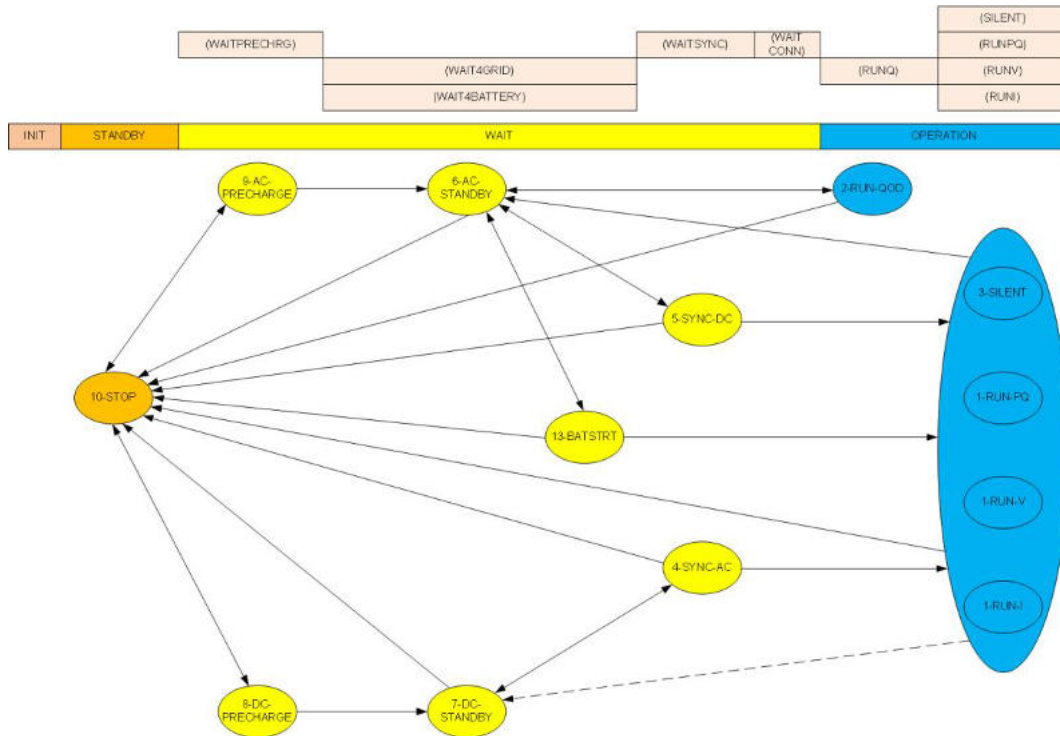 (SILENT)
(WAITPRECHRG)
(WAITSYNC)
(WAIT
CONN)
(RUNPQ)
(WAIT4GRID)
(RUNQ)
(RUNV)
(WAIT4BATTERY)
(RUNI)
INIT
STANDBY
WAIT
OPERATION
9-AC-
PRECHARGE
6-AC-
STANDBY
2-RUN-QOD
3-SILENT
5-SYNC-DC
10-STOP
1-RUN-PQ
13-BATSTRT
1-RUN-V
4-SYNC-AC
1-RUN-I
8-DC-
PRECHARGE
7-DC-
STANDBY